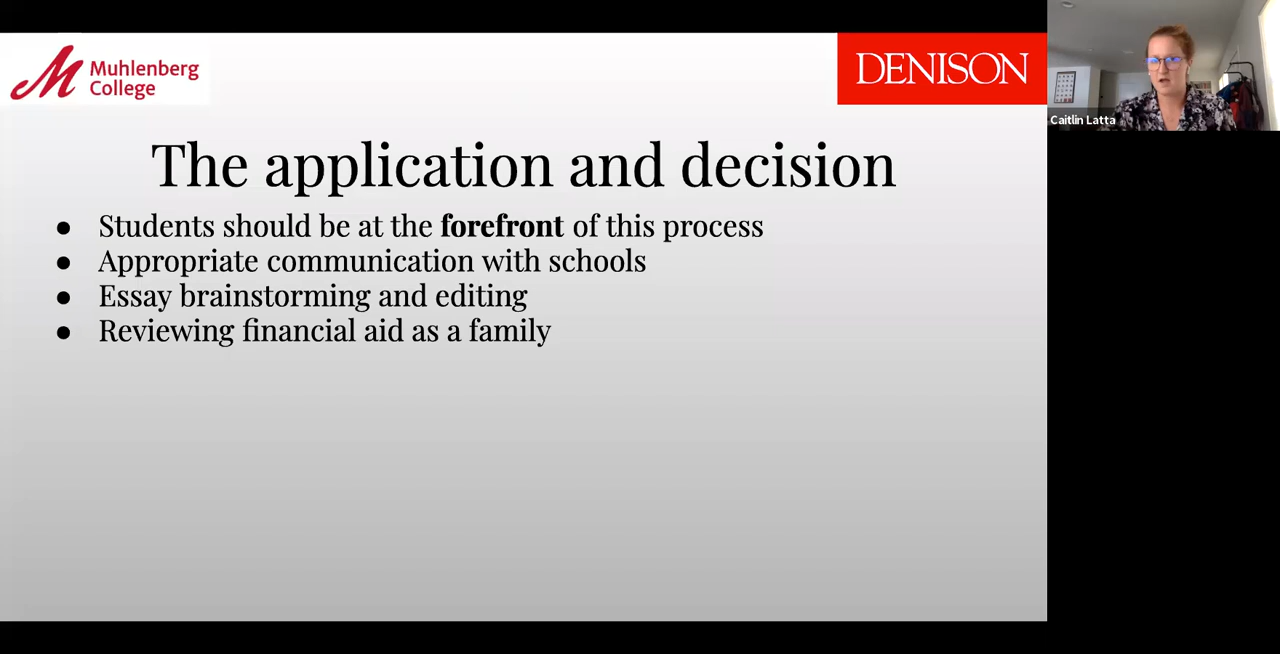 Muhlenberg
College
DENISON
Caitlin Latta
The application and decision
● Students should be at the forefront of this process
● Appropriate communication with schools
● Essay brainstorming and editing
● Reviewing financial aid as a family